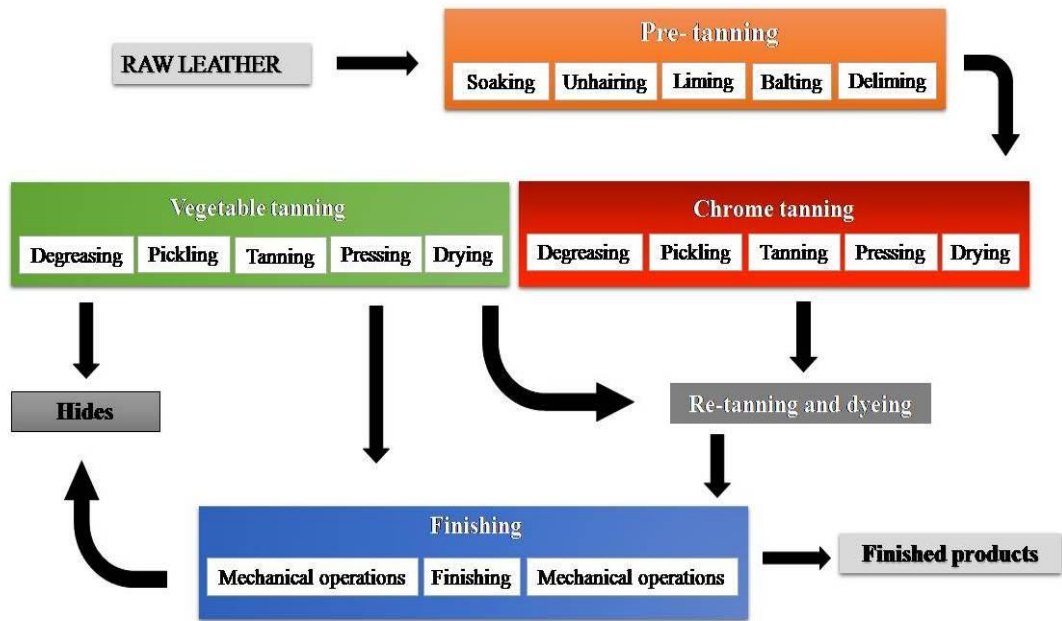 Pre- tanning
RAW LEATHER
Soaking
Unhairing
Liming
Balting
Deliming
Vegetable tanning
Degreasing
Pickling
Tanning
Pressing
Drying
Chrome tanning
Degreasing
Pickling
Tanning
Pressing
Drying
Hides
Re-tanning and dyeing
Finishing
Mechanical operations
Finishing
Mechanical operations
Finished products